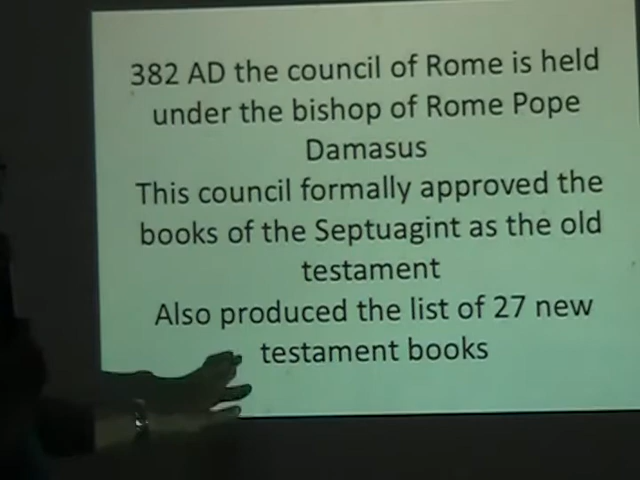 382 AD the council of Rome is held
under the bishop of Rome Pope
Damasus
This council formally approved the
books of the Septuagint as the old
testament
Also produced the list of 27 new
testament books